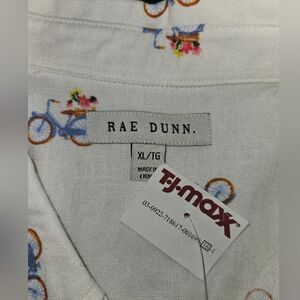 RAE DUNN.
XL/TG
MADE IN
CHINA
TJ-maxx